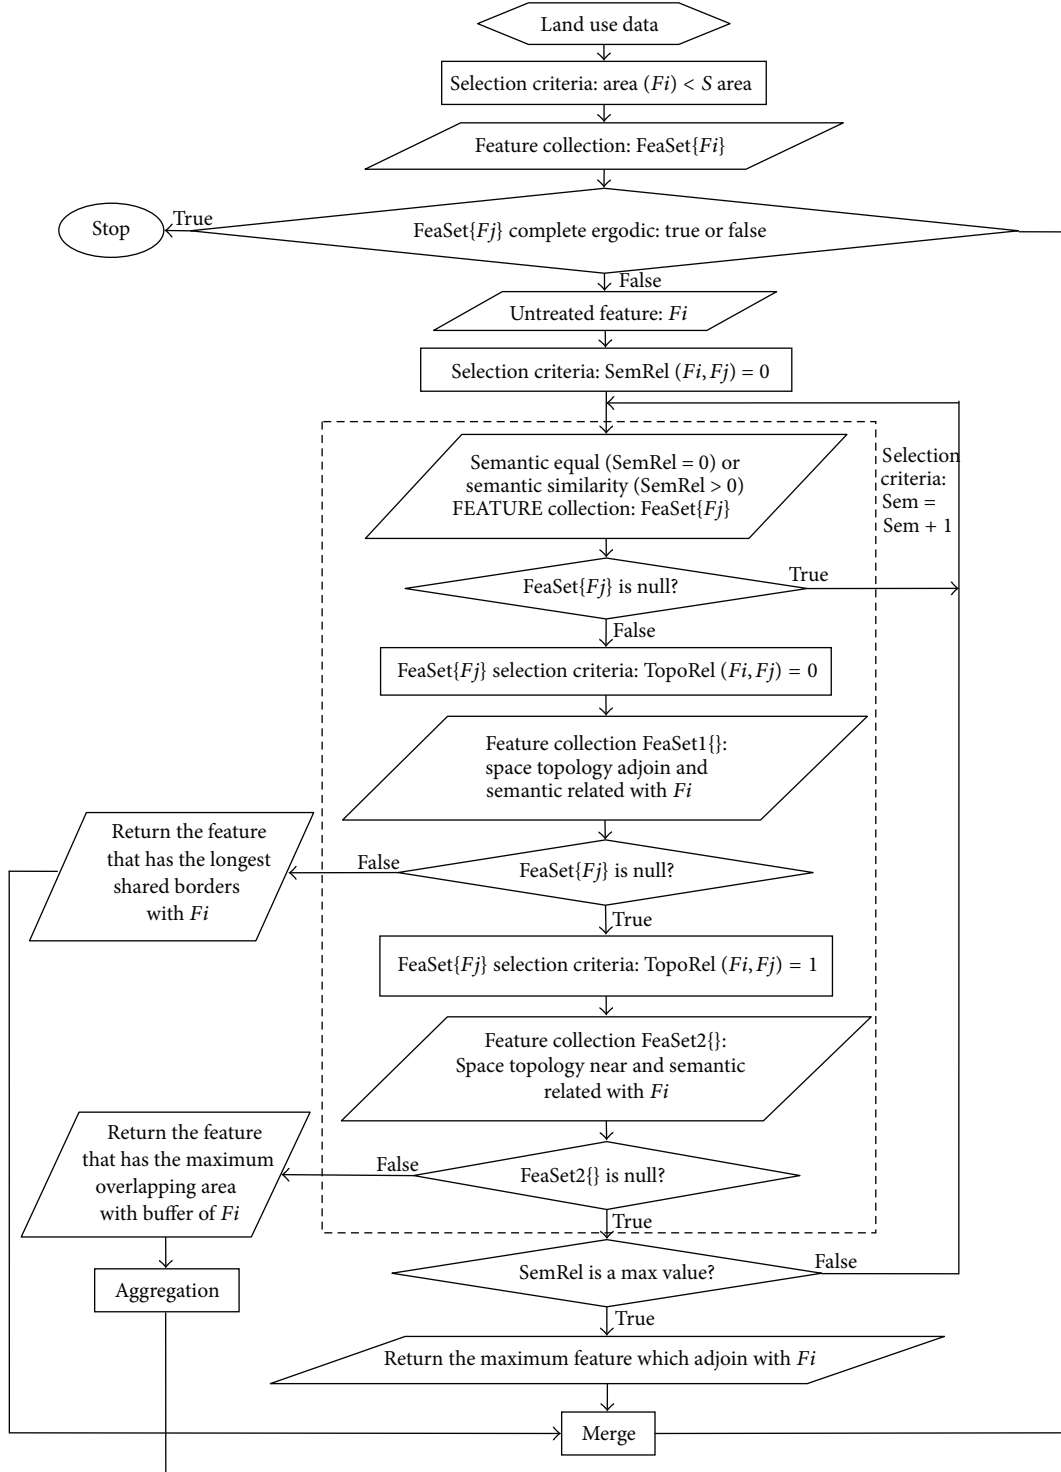 Land use data
Selection criteria: area (Fi) < S area
Feature collection: FeaSet{Fi}
Stop
True
FeaSet{Fj} complete ergodic: true or false
False
Untreated feature: Fi
Selection criteria: SemRel (Fi, Fj) = 0
Semantic equal (SemRel = 0) or
semantic similarity (SemRel > 0)
FEATURE collection: FeaSet{Fj}
Selection
criteria:
Sem =
Sem + 1
FeaSet{Fj} is null?
True
False
FeaSet{Fj} selection criteria: TopoRel (Fi, Fj) = 0
Feature collection FeaSet1{}:
space topology adjoin and
semantic related with Fi
Return the feature
that has the longest
shared borders
with Fi
False
FeaSet{Fj} is null?
True
FeaSet{Fj} selection criteria: TopoRel (Fi, Fj) = 1
Feature collection FeaSet2{}:
Space topology near and semantic
related with Fi
Return the feature
that has the maximum
overlapping area
with buffer of Fi
False
FeaSet2{} is null?
True
SemRel is a max value?
False
Aggregation
True
Return the maximum feature which adjoin with Fi
Merge